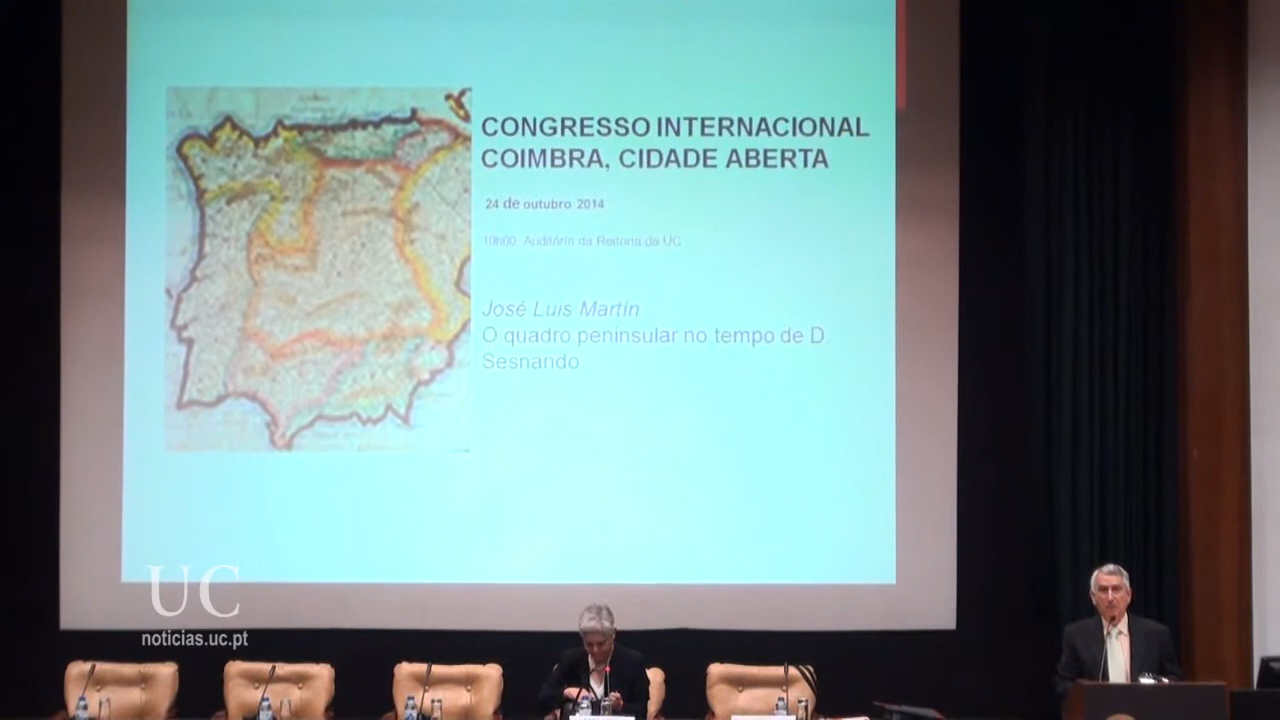 CONGRESSO INTERNACIONAL
COIMBRA, CIDADE ABERTA
24 de outubro 2014
10h00, Auditório da Reitoria da UC
José Luis Martín
O quadro peninsular no tempo de D.
Sesnando.
UC
noticias.uc.pt